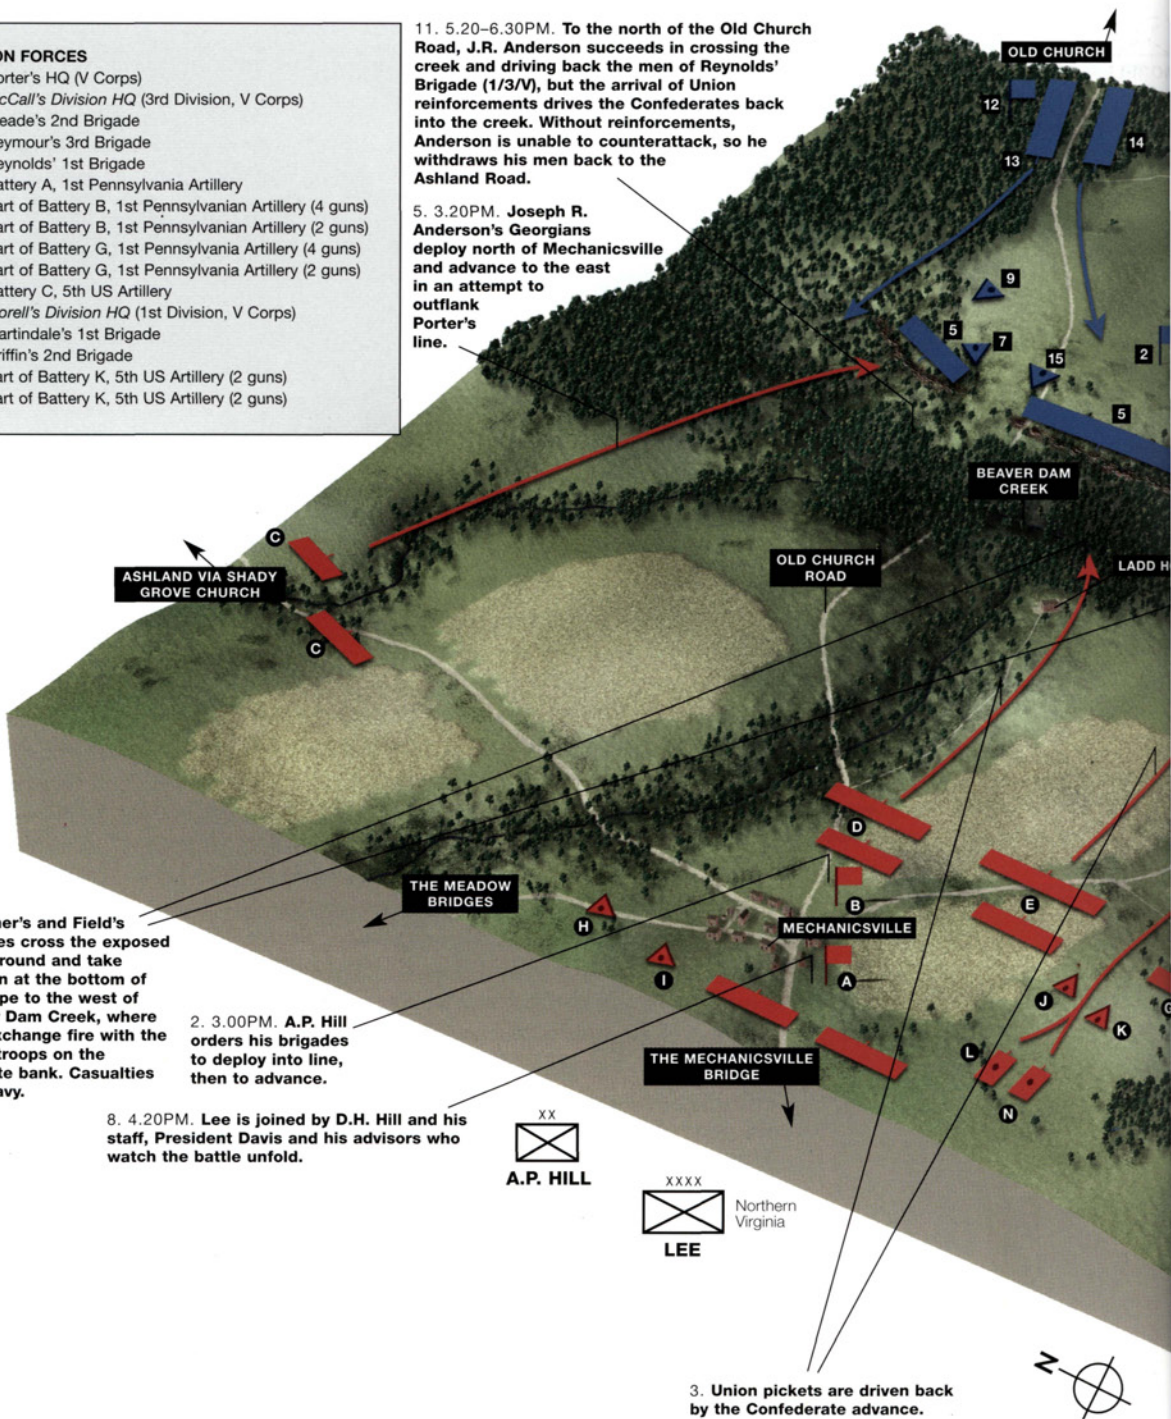 ON FORCES
orter's HQ (V Corps)
cCall's Division HQ (3rd Division, V Corps)
eade's 2nd Brigade
eymour's 3rd Brigade
eynolds' 1st Brigade
attery A, 1st Pennsylvania Artillery
art of Battery B, 1st Pennsylvanian Artillery (4 guns)
art of Battery B, 1st Pennsylvanian Artillery (2 guns)
art of Battery G, 1st Pennsylvania Artillery (4 guns)
art of Battery G, 1st Pennsylvania Artillery (2 guns)
attery C, 5th US Artillery
orell's Division HQ (1st Division, V Corps)
artindale's 1st Brigade
riffin's 2nd Brigade
art of Battery K, 5th US Artillery (2 guns)
art of Battery K, 5th US Artillery (2 guns)
11. 5.20–6.30PM. To the north of the Old Church
Road, J.R. Anderson succeeds in crossing the
creek and driving back the men of Reynolds'
Brigade (1/3/V), but the arrival of Union
reinforcements drives the Confederates back
into the creek. Without reinforcements,
Anderson is unable to counterattack, so he
withdraws his men back to the
Ashland Road.
5. 3.20PM. Joseph R.
Anderson's Georgians
deploy north of Mechanicsville
and advance to the east
in an attempt to
outflank
Porter's
line.
OLD CHURCH
12
13
14
9
5
7
15
2
5
BEAVER DAM
CREEK
C
ASHLAND VIA SHADY
GROVE CHURCH
C
OLD CHURCH
ROAD
LADD H
D
B
E
THE MEADOW
BRIDGES
H
MECHANICSVILLE
I
A
J
K
G
L
N
THE MECHANICSVILLE
BRIDGE
ner's and Field's
es cross the exposed
round and take
n at the bottom of
pe to the west of
r Dam Creek, where
xchange fire with the
troops on the
te bank. Casualties
avy.
2. 3.00PM. A.P. Hill
orders his brigades
to deploy into line,
then to advance.
8. 4.20PM. Lee is joined by D.H. Hill and his
staff, President Davis and his advisors who
watch the battle unfold.
XX
A.P. HILL
XXXX
Northern
Virginia
LEE
3. Union pickets are driven back
by the Confederate advance.
N